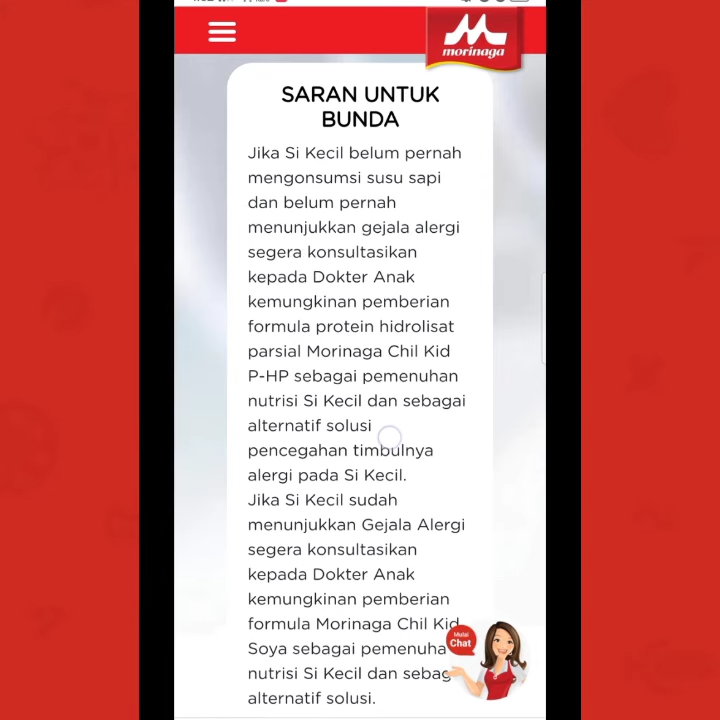 morinaga
SARAN UNTUK
BUNDA
Jika Si Kecil belum pernah
mengonsumsi susu sapi
dan belum pernah
menunjukkan gejala alergi
segera konsultasikan
kepada Dokter Anak
kemungkinan pemberian
formula protein hidrolisat
parsial Morinaga Chil Kid
P-HP sebagai pemenuhan
nutrisi Si Kecil dan sebagai
alternatif solusi
pencegahan timbulnya
alergi pada Si Kecil.
Jika Si Kecil sudah
menunjukkan Gejala Alergi
segera konsultasikan
kepada Dokter Anak
kemungkinan pemberian
formula Morinaga Chil Kid
Soya sebagai pemenuha
nutrisi Si Kecil dan sebag
alternatif solusi.
Mulai
Chat